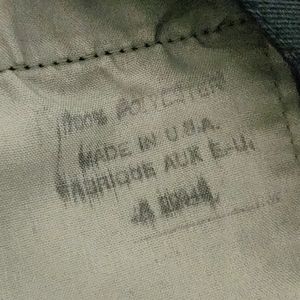 100% POLYESTER
MADE IN U.S.A.
FABRIQUE AUX E.-U.